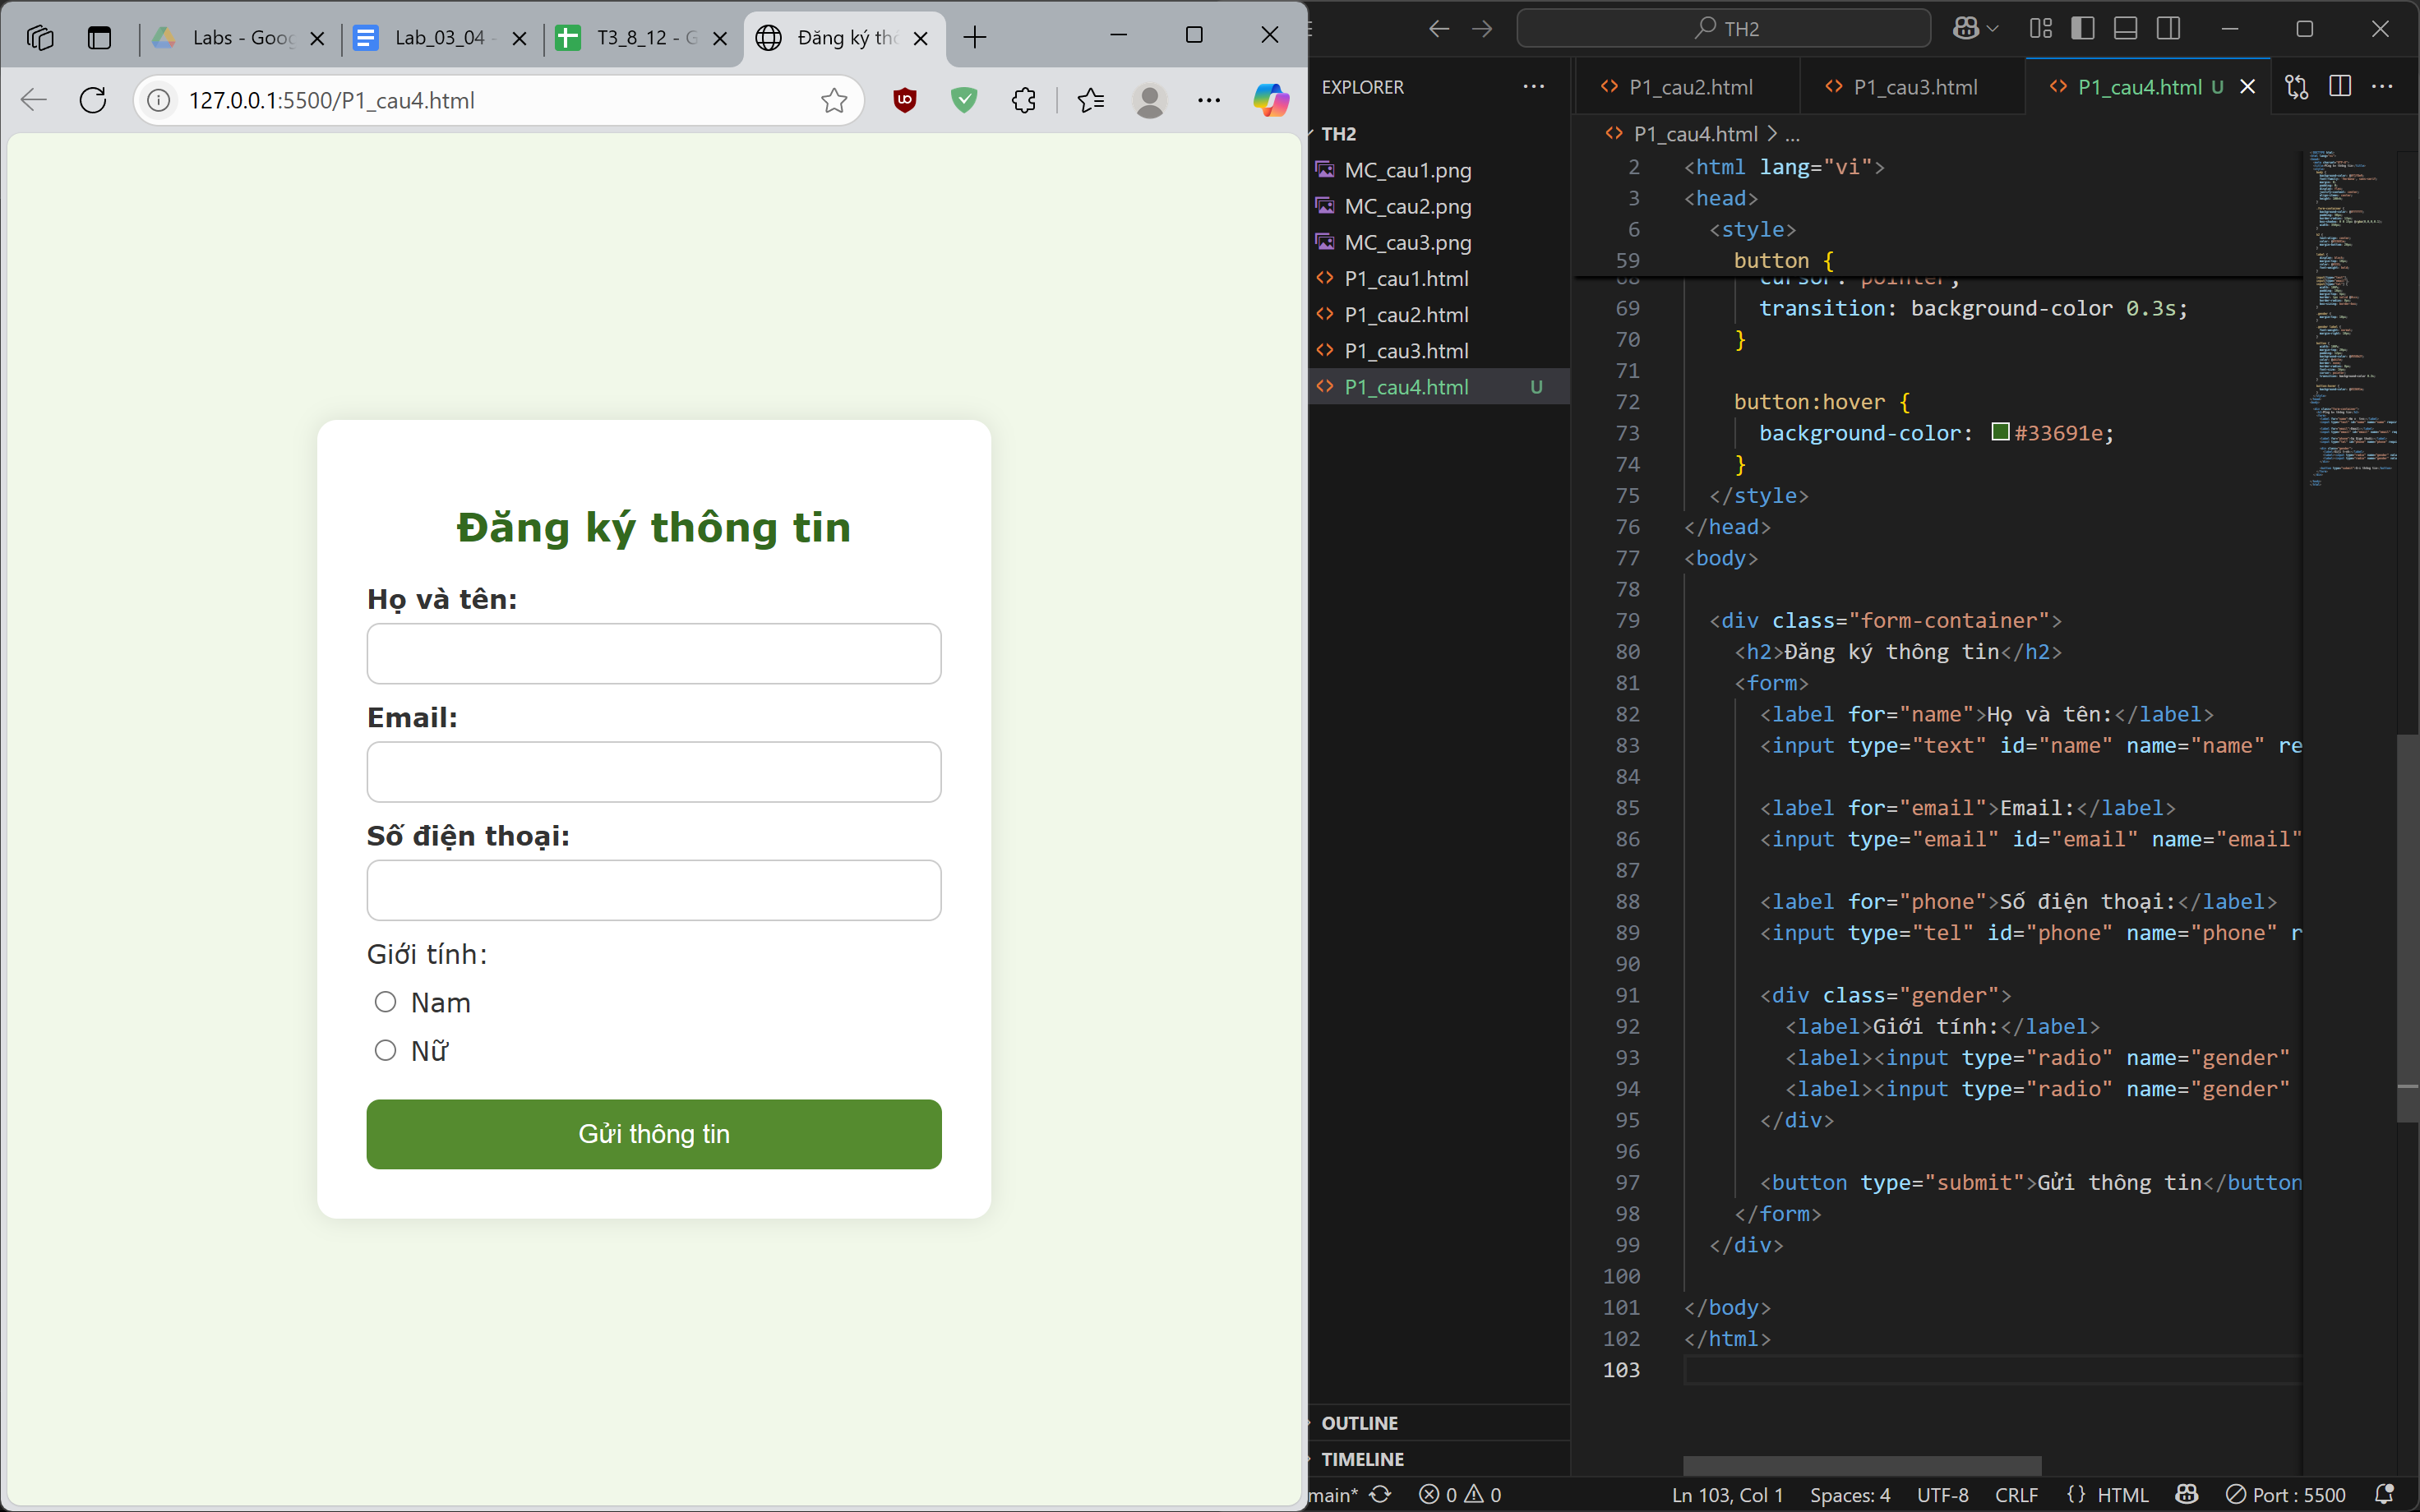 Labs - Goog
Lab_03_04 -
T3_8_12 - G
Đăng ký thô
127.0.0.1:5500/P1_cau4.html
Đăng ký thông tin
Họ và tên:
Email:
Số điện thoại:
Giới tính:
Nam
Nữ
Gửi thông tin
TH2
EXPLORER
TH2
MC_cau1.png
MC_cau2.png
MC_cau3.png
P1_cau1.html
P1_cau2.html
P1_cau3.html
P1_cau4.html U
OUTLINE
TIMELINE
P1_cau2.html
P1_cau3.html
P1_cau4.html U
P1_cau4.html > ...
2 <html lang="vi">
3 <head>
6 <style>
59 button {
68 cursor: pointer;
69 transition: background-color 0.3s;
70 }
71
72 button:hover {
73 background-color: #33691e;
74 }
75 </style>
76 </head>
77 <body>
78
79 <div class="form-container">
80 <h2>Đăng ký thông tin</h2>
81 <form>
82 <label for="name">Họ và tên:</label>
83 <input type="text" id="name" name="name" re
84
85 <label for="email">Email:</label>
86 <input type="email" id="email" name="email"
87
88 <label for="phone">Số điện thoại:</label>
89 <input type="tel" id="phone" name="phone" r
90
91 <div class="gender">
92 <label>Giới tính:</label>
93 <label><input type="radio" name="gender"
94 <label><input type="radio" name="gender"
95 </div>
96
97 <button type="submit">Gửi thông tin</button
98 </form>
99 </div>
100
101 </body>
102 </html>
103
main* 0 0 Ln 103, Col 1 Spaces: 4 UTF-8 CRLF {} HTML Port : 5500